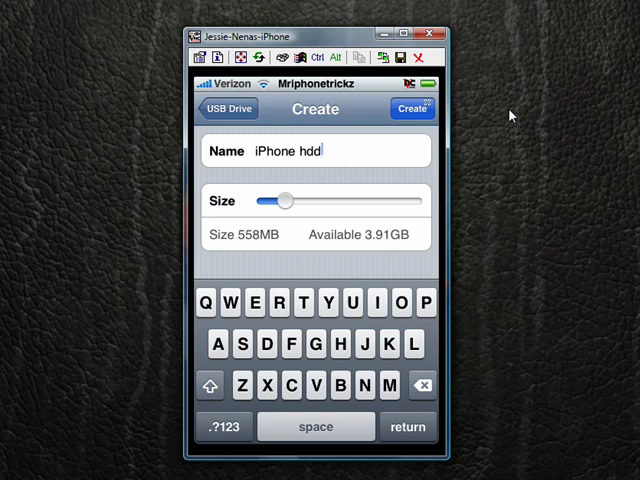 Jessie-Nenas-iPhone
Ctrl Alt
Verizon Mriphonetrickz
USB Drive Create Create
Name iPhone hdd
Size
Size 558MB Available 3.91GB
Q W E R T Y U I O P
A S D F G H J K L
Z X C V B N M
.?123 space return